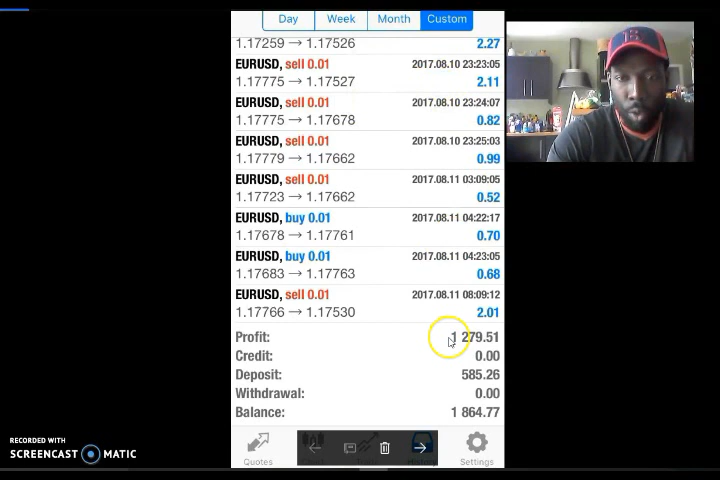 Day Week Month Custom
1.17259 → 1.17526 2.27
EURUSD, sell 0.01 2017.08.10 23:23:05
1.17775 → 1.17527 2.11
EURUSD, sell 0.01 2017.08.10 23:24:07
1.17775 → 1.17678 0.82
EURUSD, sell 0.01 2017.08.10 23:25:03
1.17779 → 1.17662 0.99
EURUSD, sell 0.01 2017.08.11 03:09:05
1.17723 → 1.17662 0.52
EURUSD, buy 0.01 2017.08.11 04:22:17
1.17678 → 1.17761 0.70
EURUSD, buy 0.01 2017.08.11 04:23:05
1.17683 → 1.17763 0.68
EURUSD, sell 0.01 2017.08.11 08:09:12
1.17766 → 1.17530 2.01
Profit: 1 279.51
Credit: 0.00
Deposit: 585.26
Withdrawal: 0.00
Balance: 1 864.77
Quotes Settings
RECORDED WITH
SCREENCAST MATIC